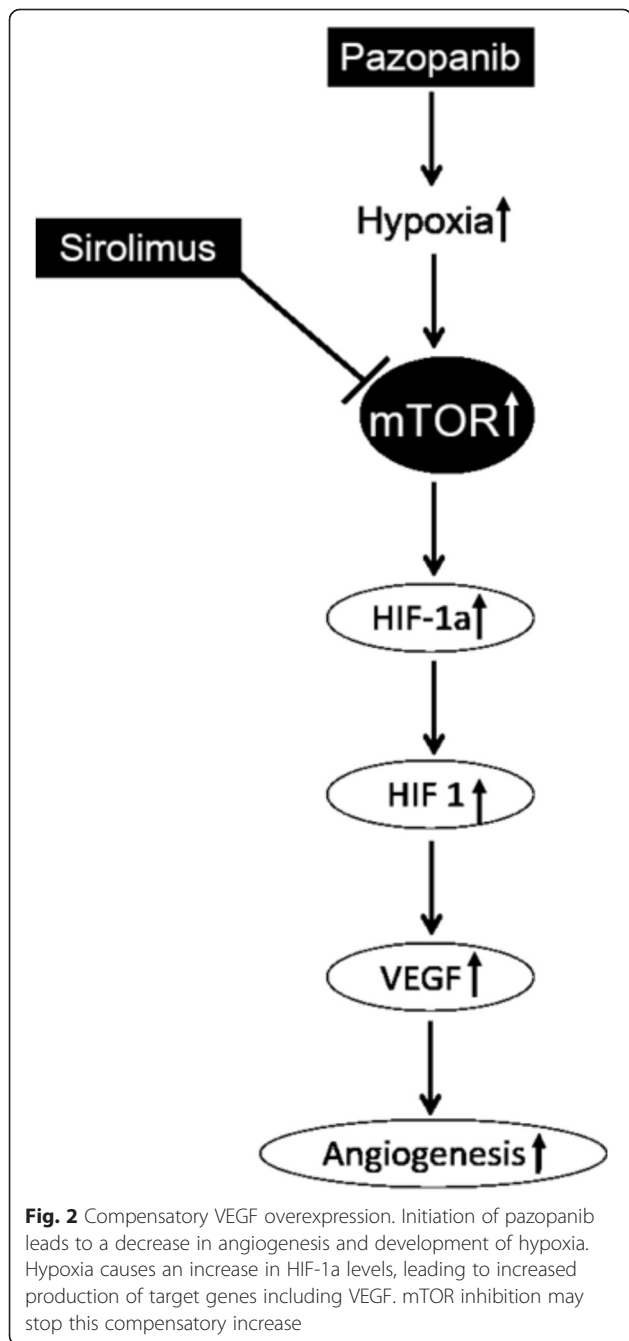 Pazopanib
Hypoxia↑
Sirolimus
mTOR↑
HIF-1a↑
HIF 1↑
VEGF↑
Angiogenesis↑
Fig. 2 Compensatory VEGF overexpression. Initiation of pazopanib
leads to a decrease in angiogenesis and development of hypoxia.
Hypoxia causes an increase in HIF-1a levels, leading to increased
production of target genes including VEGF. mTOR inhibition may
stop this compensatory increase